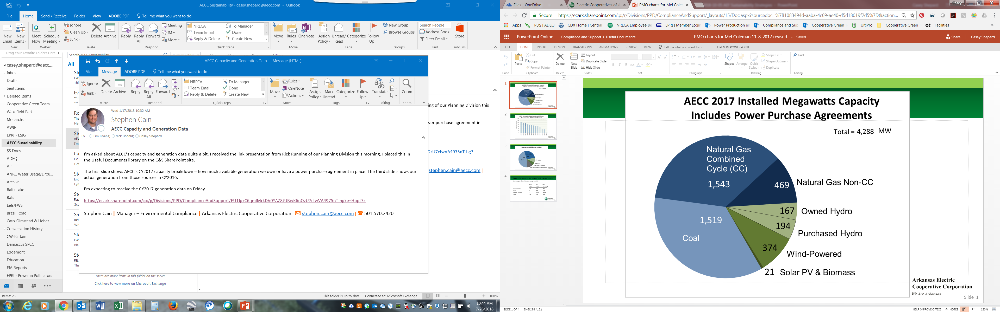 AECC Sustainability - casey.shepard@aecc.com - Outlook
File Home Send / Receive Folder View ADOBE PDF Tell me what you want to do
New Email
New Items
New
Meet Now
Schedule Meeting
Webex
Ignore
Clean Up
Junk
Delete Archive
Delete
Reply
Reply All
Forward
Meeting
IM
More
Respond
NRECA
Team Email
Reply & Delete
To Manager
Done
Create New
Quick Steps
Move
Rules
OneNote
Move
Assign Policy
Unread/ Read
Categorize
Follow Up
Tags
New Group
Browse Groups
Groups
Search People
Address Book
Filter Email
Find
Store
Add-ins
Drag Your Favorite Folders Here
casey.shepard@aecc....
Inbox
Drafts
Sent Items
Deleted Items
Cooperative Green Team
Wakefield Park
Monarchs
AWIP
EPRI - ESIG
AECC Sustainability
$$ Docs
ADEQ
Air
ANRC Water Usage/Drou...
Archive
Baltz Lake
Bats
Eels/FWS
Brazil Road
Cato-Olmstead & Heber
Conversation History
CW-Partain
Damascus SPCC
Edgemont
Education
EIA Reports
EPRI - Power in Pollinators
Items: 26
Search AECC Sustainability
Current Folder
All
AECC Capacity and Generation Data - Message (HTML)
File Message ADOBE PDF Tell me what you want to do
Ignore
Junk
Delete Archive
Delete
Reply
Reply All
Forward
Respond
NRECA
Team Email
Reply & Delete
To Manager
Done
Create New
Quick Steps
Move
Rules
OneNote
Actions
Move
Assign Policy
Mark Unread
Categorize
Follow Up
Tags
Translate
Editing
Zoom
Zoom
Wed 1/17/2018 10:32 AM
Stephen Cain
AECC Capacity and Generation Data
To Tim Bivens; Nick Donald; Casey Shepard
I'm asked about AECC's capacity and generation data quite a bit. I received the link presentation from Rick Running of our Planning Division this morning. I placed this in
the Useful Documents library on the C&S SharePoint site.
The first slide shows AECC's CY2017 capacity breakdown – how much available generation we own or have a power purchase agreement in place. The third slide shows our
actual generation from those sources in CY2016.
I'm expecting to receive the CY2017 generation data on Friday.
https://ecark.sharepoint.com/:p:/g/Divisions/PPD/ComplianceAndSupport/EU1JgxC6qmlMrkDV0YAZ8tUBwK6nOzU7cfwVA4975nT-hg?e=Hppt7x
Stephen Cain | Manager – Environmental Compliance | Arkansas Electric Cooperative Corporation | stephen.cain@aecc.com | 501.570.2420
ing of our Planning Division this
ver purchase agreement in
OzU7cfwVA4975nT-hg?
stephen.cain@aecc.com |
There are more items in this folder on the server
Click here to view more on Microsoft Exchange
This folder is up to date. Connected to: Microsoft Exchange 100%
10:44 AM
7/26/2018
Files - OneDrive
Electric Cooperatives of A
PMO charts for Mel Colem
Casey
Secure https://ecark.sharepoint.com/:p:/r/Divisions/PPD/ComplianceAndSupport/_layouts/15/Doc.aspx?sourcedoc=%7B1083494d-aaba-4c69-ae40-d5d18019f2d5%7D&action...
Apps PDS | ADEQ CDX Home | Central NRECA Employee Be EPRI | Member Login Power Production an Compliance and Sup Cooperative Green T UltiPro Cooperative Green T Facilities
PowerPoint Online Compliance and Support Useful Documents PMO charts for Mel Coleman 11-8-2017 revised - Saved Share Casey Shepard
FILE HOME INSERT DESIGN TRANSITIONS ANIMATIONS REVIEW VIEW Tell me what you want to do OPEN IN POWERPOINT
Undo
Paste
Cut
Copy
Format Painter
Clipboard
Delete
Delete
New Slide
Layout
Duplicate Slide
Hide Slide
Slides
Font
Paragraph
Shapes
Arrange
Quick Styles
Shape Fill
Shape Outline
Duplicate
Drawing
Find
Editing
1
2
3
4
AECC 2017 Installed Megawatts Capacity
Includes Power Purchase Agreements
Total = 4,288 MW
Natural Gas
Combined
Cycle (CC)
1,543
469 Natural Gas Non-CC
167 Owned Hydro
194 Purchased Hydro
1,519
Coal
374 Wind-Powered
21 Solar PV & Biomass
Arkansas Electric
Cooperative Corporation
We Are Arkansas
Slide 1
SLIDE 1 OF 4 ENGLISH (U.S.) HELP IMPROVE OFFICE NOTES 120%